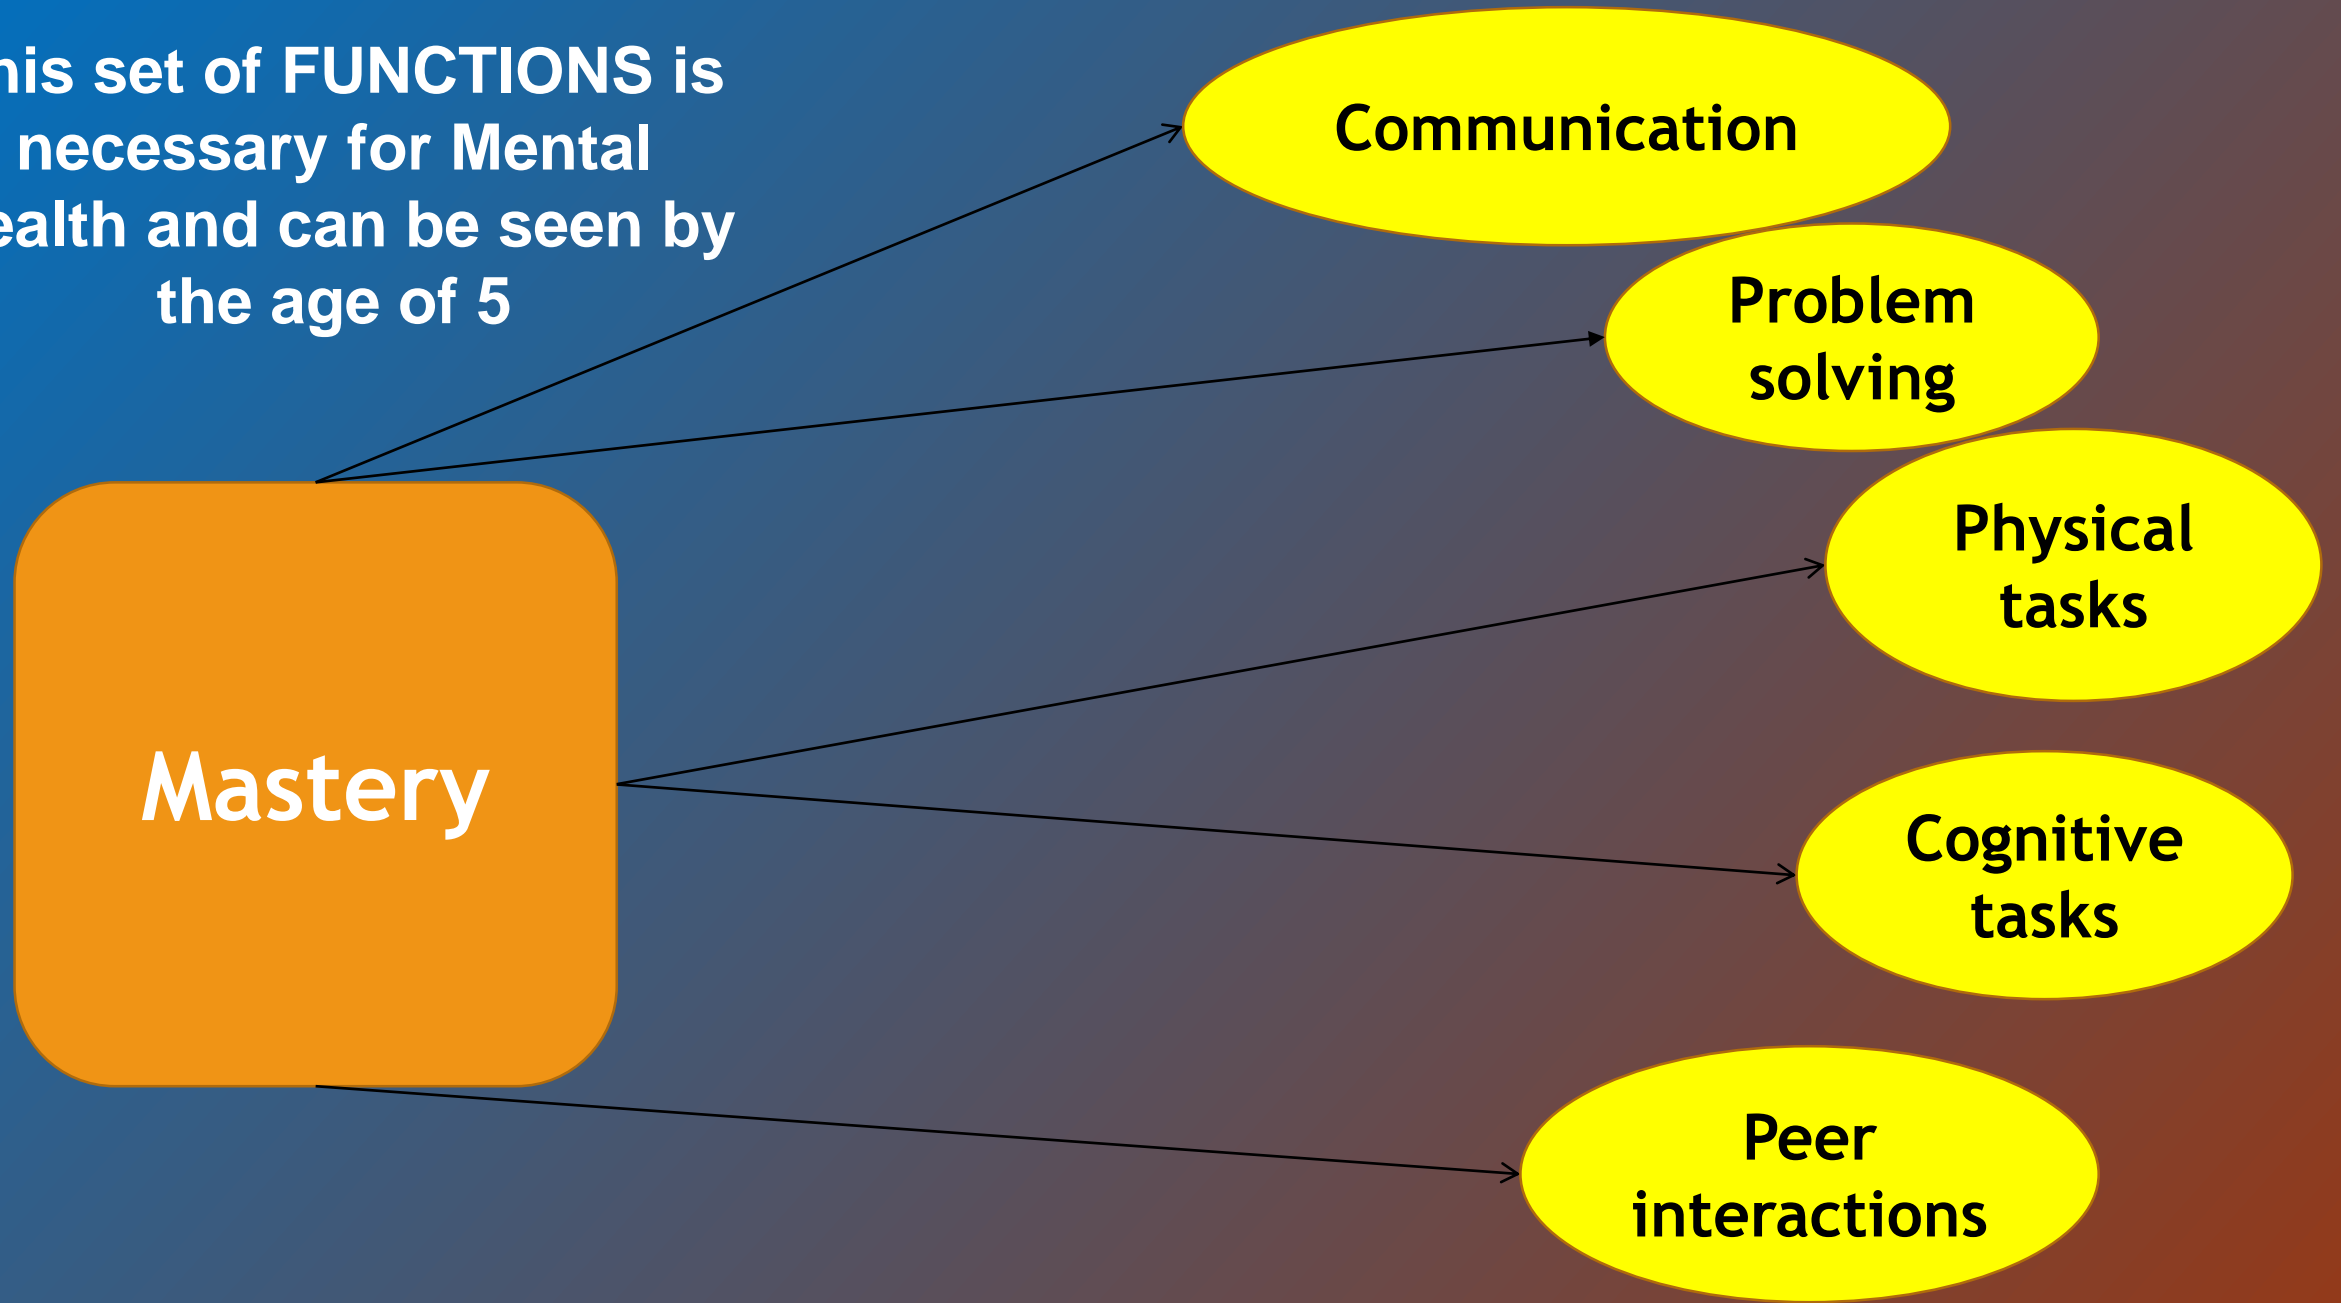 his set of FUNCTIONS is
necessary for Mental
ealth and can be seen by
the age of 5
Communication
Problem
solving
Physical
tasks
Mastery
Cognitive
tasks
Peer
interactions